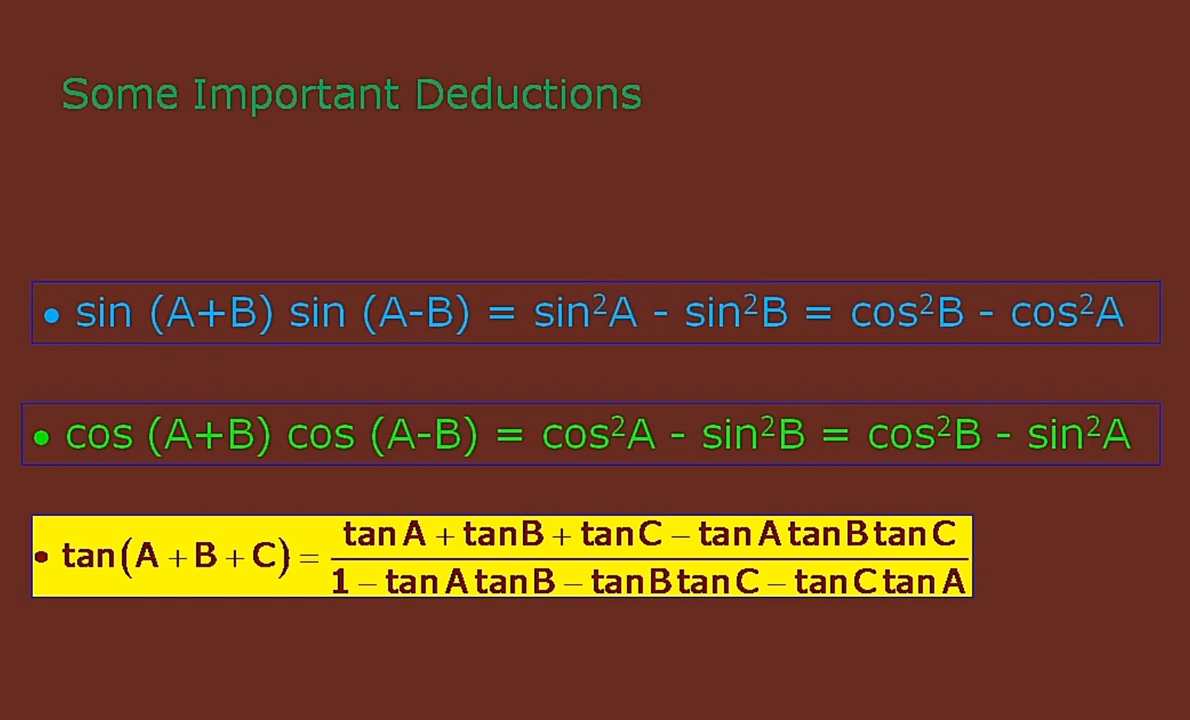 Some Important Deductions
• sin (A+B) sin (A-B) = sin²A - sin²B = cos²B - cos²A
• cos (A+B) cos (A-B) = cos²A - sin²B = cos²B - sin²A
• tan(A + B + C) = (tan A + tan B + tan C − tan A tan B tan C) / (1 − tan A tan B − tan B tan C − tan C tan A)